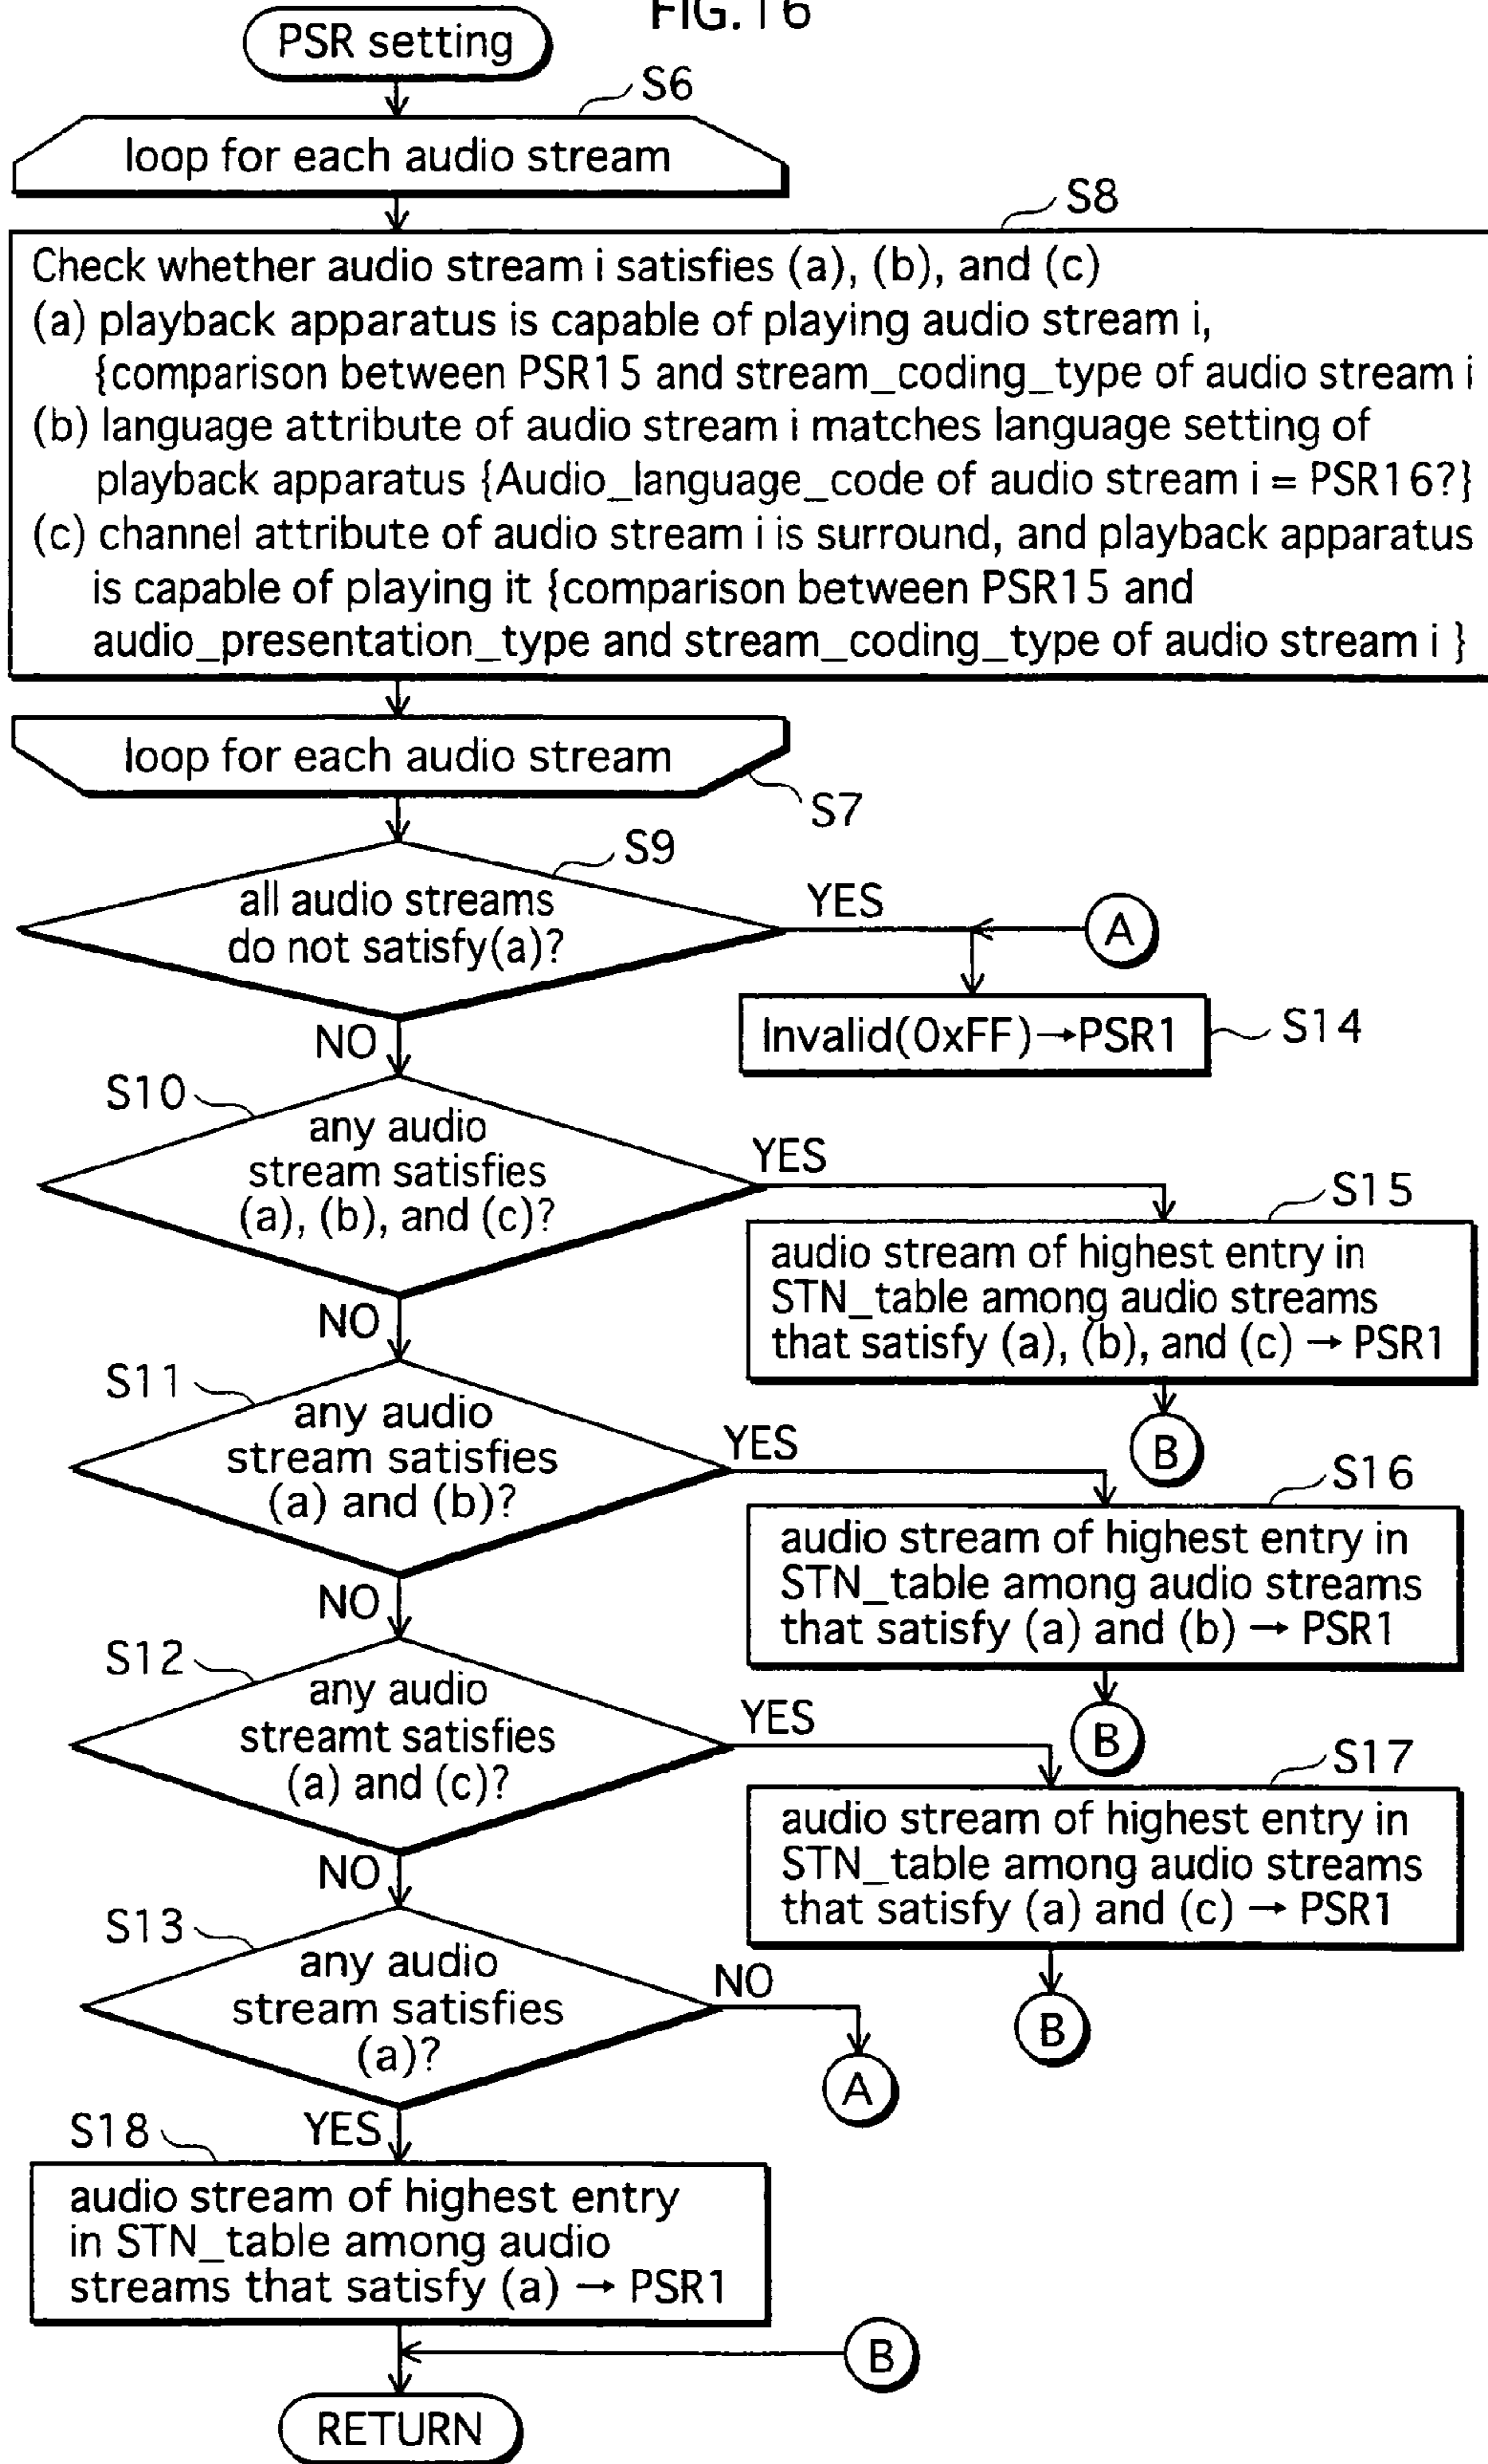 FIG.16
PSR setting
S6
loop for each audio stream
S8
Check whether audio stream i satisfies (a), (b), and (c)
(a) playback apparatus is capable of playing audio stream i,
{comparison between PSR15 and stream_coding_type of audio stream i
(b) language attribute of audio stream i matches language setting of
playback apparatus {Audio_language_code of audio stream i = PSR16?}
(c) channel attribute of audio stream i is surround, and playback apparatus
is capable of playing it {comparison between PSR15 and
audio_presentation_type and stream_coding_type of audio stream i }
loop for each audio stream
S7
S9
all audio streams
do not satisfy(a)?
YES
A
NO
Invalid(0xFF)→PSR1
S14
S10
any audio
stream satisfies
(a), (b), and (c)?
YES
S15
audio stream of highest entry in
STN_table among audio streams
that satisfy (a), (b), and (c) → PSR1
NO
B
S11
any audio
stream satisfies
(a) and (b)?
YES
S16
audio stream of highest entry in
STN_table among audio streams
that satisfy (a) and (b) → PSR1
NO
B
S12
any audio
streamt satisfies
(a) and (c)?
YES
S17
audio stream of highest entry in
STN_table among audio streams
that satisfy (a) and (c) → PSR1
NO
B
S13
any audio
stream satisfies
(a)?
NO
A
YES
S18
audio stream of highest entry
in STN_table among audio
streams that satisfy (a) → PSR1
B
RETURN